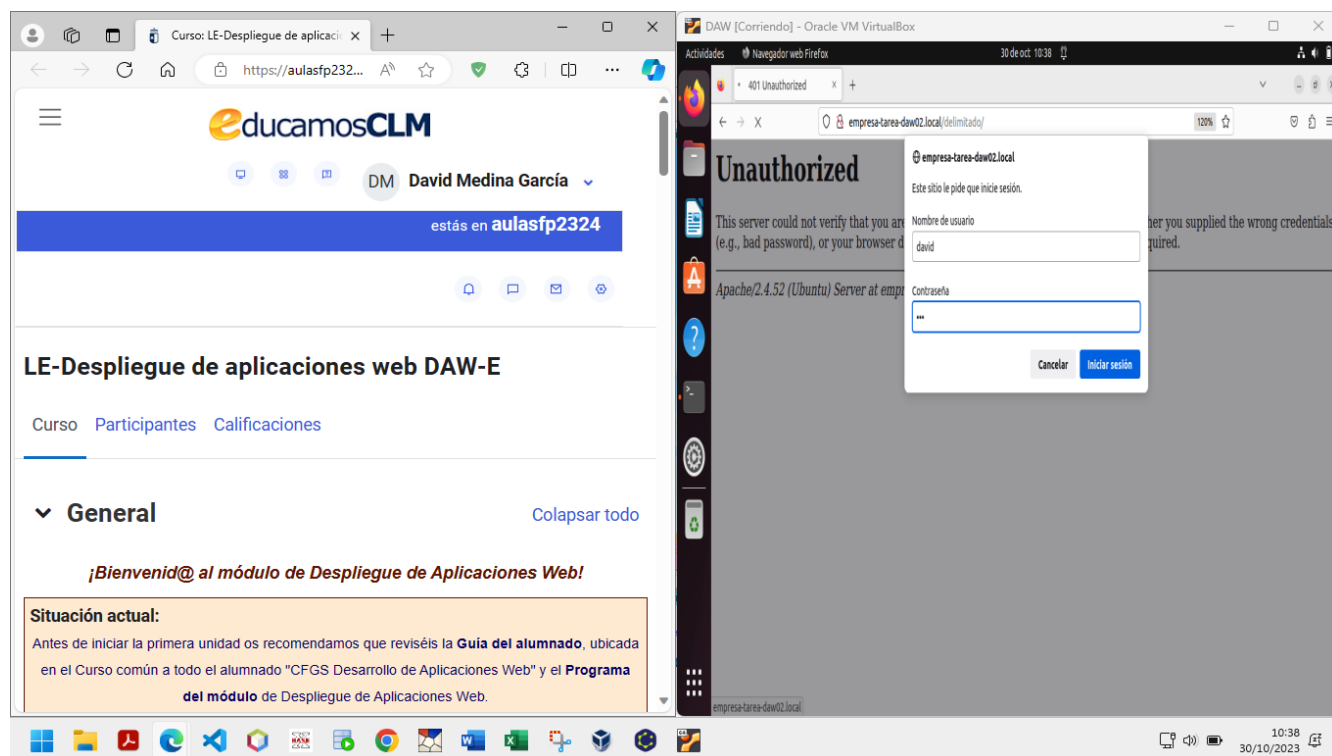 Curso: LE-Despliegue de aplicaci
https://aulasfp232...
educamosCLM
DM David Medina García
estás en aulasfp2324
LE-Despliegue de aplicaciones web DAW-E
Curso Participantes Calificaciones
General Colapsar todo
¡Bienvenid@ al módulo de Despliegue de Aplicaciones Web!
Situación actual:
Antes de iniciar la primera unidad os recomendamos que reviséis la Guía del alumnado, ubicada
en el Curso común a todo el alumnado "CFGS Desarrollo de Aplicaciones Web" y el Programa
del módulo de Despliegue de Aplicaciones Web.
DAW [Corriendo] - Oracle VM VirtualBox
Actividades Navegador web Firefox 30 de oct 10:38
401 Unauthorized
empresa-tarea-daw02.local/delimitado/ 120%
Unauthorized
This server could not verify that you are
her you supplied the wrong credentials
(e.g., bad password), or your browser d
quired.
Apache/2.4.52 (Ubuntu) Server at empr
empresa-tarea-daw02.local
Este sitio le pide que inicie sesión.
Nombre de usuario
david
Contraseña
•••
Cancelar Iniciar sesión
empresa-tarea-daw02.local
10:38
30/10/2023